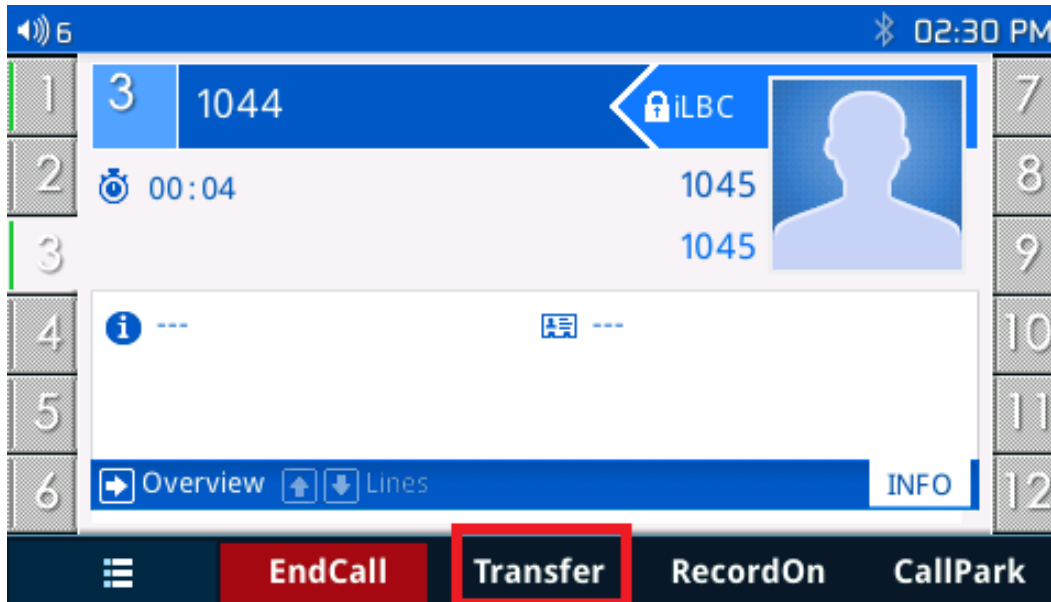 6 02:30 PM
1 3 1044 iLBC 7
2 00:04 1045 8
3 1045 9
4 --- --- 10
5 11
6 Overview Lines INFO 12
EndCall Transfer RecordOn CallPark